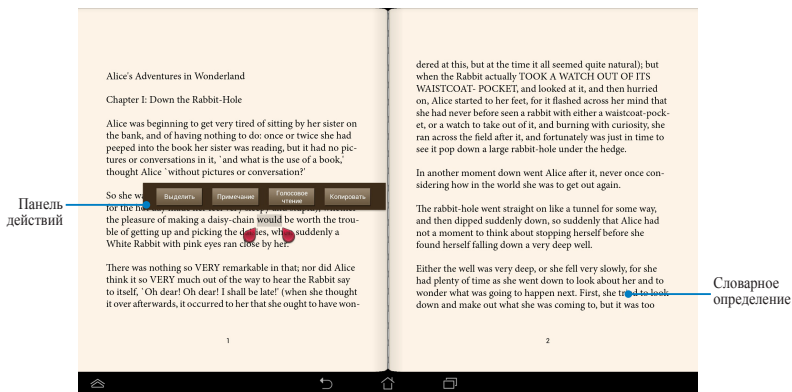 Alice's Adventures in Wonderland
Chapter I: Down the Rabbit-Hole
Alice was beginning to get very tired of sitting by her sister on
the bank, and of having nothing to do: once or twice she had
peeped into the book her sister was reading, but it had no pic-
tures or conversations in it, `and what is the use of a book,'
thought Alice `without pictures or conversation?'
So she wa
Выделить
Примечание
Голосовое
чтение
Копировать
for the
the pleasure of making a daisy-chain would be worth the trou-
ble of getting up and picking the daisies, when suddenly a
White Rabbit with pink eyes ran close by her.
There was nothing so VERY remarkable in that; nor did Alice
think it so VERY much out of the way to hear the Rabbit say
to itself, `Oh dear! Oh dear! I shall be late!' (when she thought
it over afterwards, it occurred to her that she ought to have won-
1
dered at this, but at the time it all seemed quite natural); but
when the Rabbit actually TOOK A WATCH OUT OF ITS
WAISTCOAT- POCKET, and looked at it, and then hurried
on, Alice started to her feet, for it flashed across her mind that
she had never before seen a rabbit with either a waistcoat-pock-
et, or a watch to take out of it, and burning with curiosity, she
ran across the field after it, and fortunately was just in time to
see it pop down a large rabbit-hole under the hedge.
In another moment down went Alice after it, never once con-
sidering how in the world she was to get out again.
The rabbit-hole went straight on like a tunnel for some way,
and then dipped suddenly down, so suddenly that Alice had
not a moment to think about stopping herself before she
found herself falling down a very deep well.
Either the well was very deep, or she fell very slowly, for she
had plenty of time as she went down to look about her and to
wonder what was going to happen next. First, she tried to look
down and make out what she was coming to, but it was too
2
Панель
действий
Словарное
определение